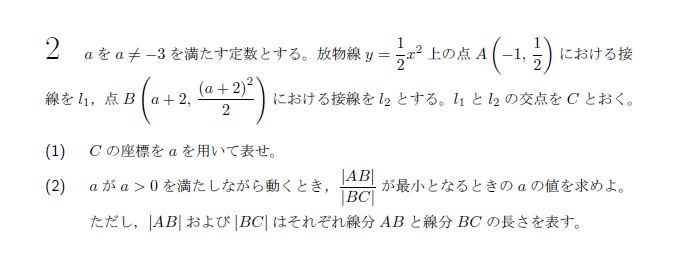 2 aをa ≠ −3を満たす定数とする。放物線 y = \frac{1}{2}x^2 上の点 A\left(−1, \frac{1}{2}\right) における接
線を l_1，点 B\left(a + 2, \frac{(a + 2)^2}{2}\right) における接線を l_2 とする。l_1 と l_2 の交点を C とおく。
(1) C の座標を a を用いて表せ。
(2) a が a > 0 を満たしながら動くとき，\frac{|AB|}{|BC|} が最小となるときの a の値を求めよ。
ただし，|AB| および |BC| はそれぞれ線分 AB と線分 BC の長さを表す。